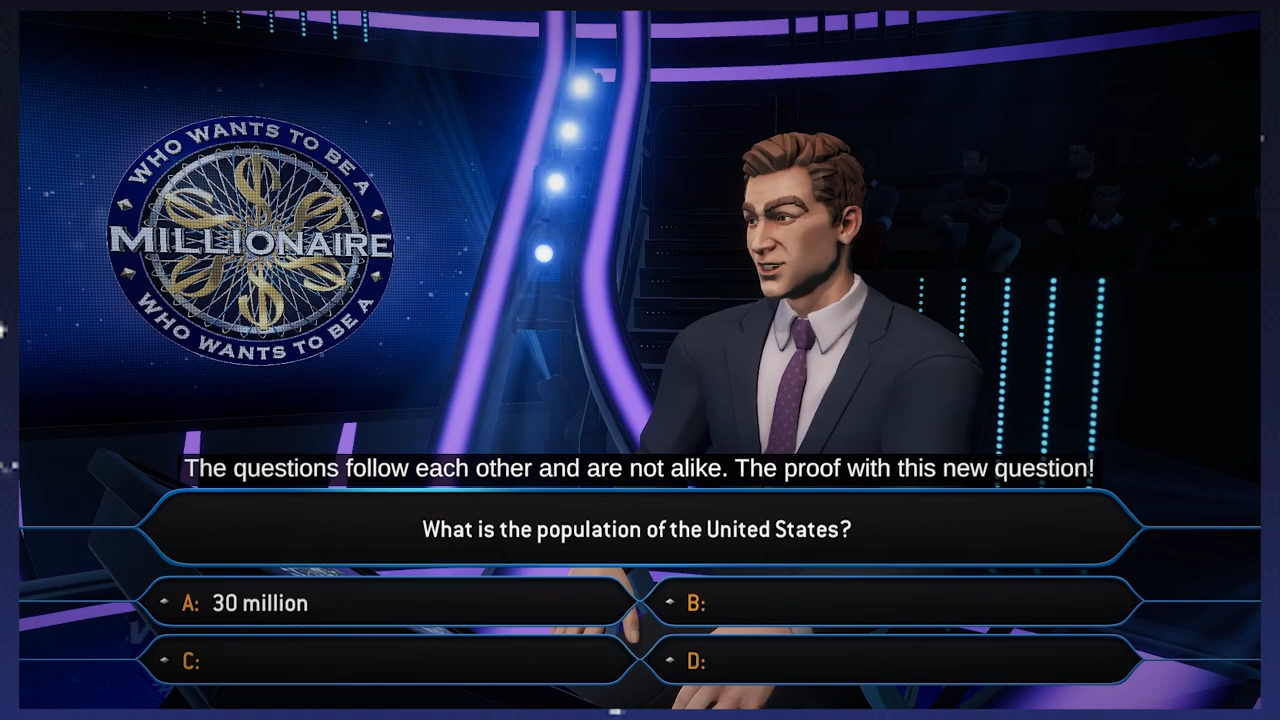 WHO WANTS TO BE A
MILLIONAIRE
WHO WANTS TO BE A
The questions follow each other and are not alike. The proof with this new question!
What is the population of the United States?
A: 30 million
B:
C:
D: